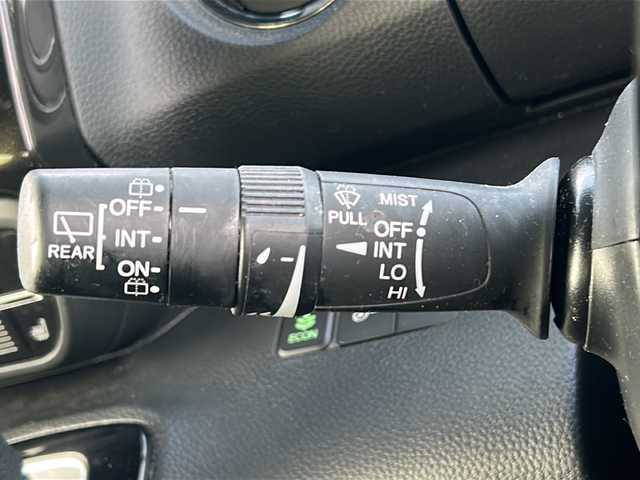 OFF
INT
ON
REAR
PULL
MIST
OFF
INT
LO
HI
ECON